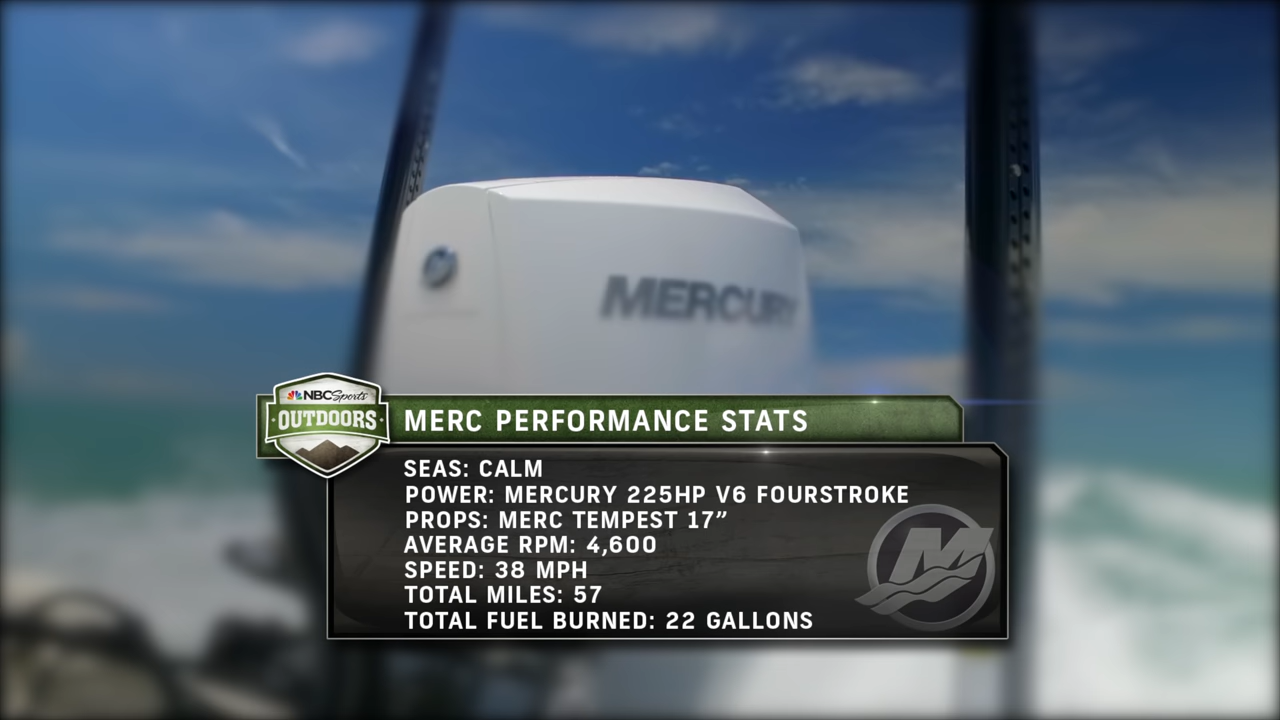 MERCURY
NBC Sports
OUTDOORS
MERC PERFORMANCE STATS
SEAS: CALM
POWER: MERCURY 225HP V6 FOURSTROKE
PROPS: MERC TEMPEST 17”
AVERAGE RPM: 4,600
SPEED: 38 MPH
TOTAL MILES: 57
TOTAL FUEL BURNED: 22 GALLONS